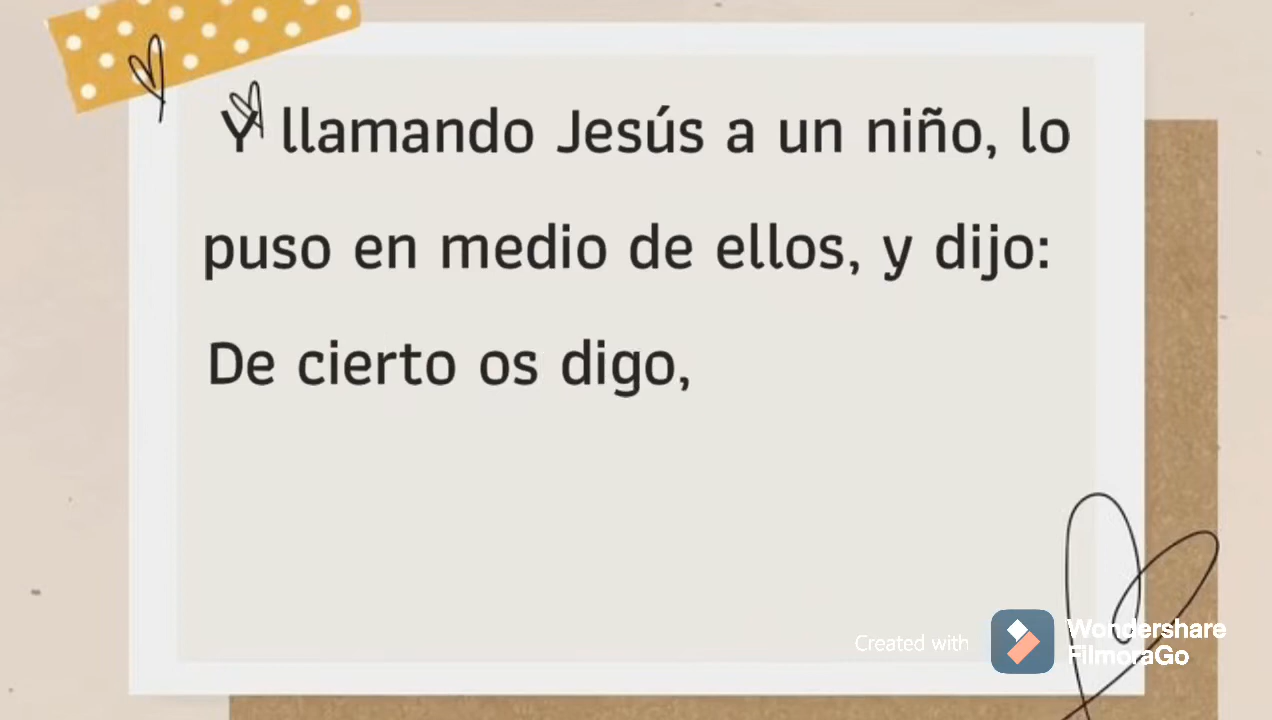 Y llamando Jesús a un niño, lo
puso en medio de ellos, y dijo:
De cierto os digo,
Created with
Wondershare
FilmoraGo